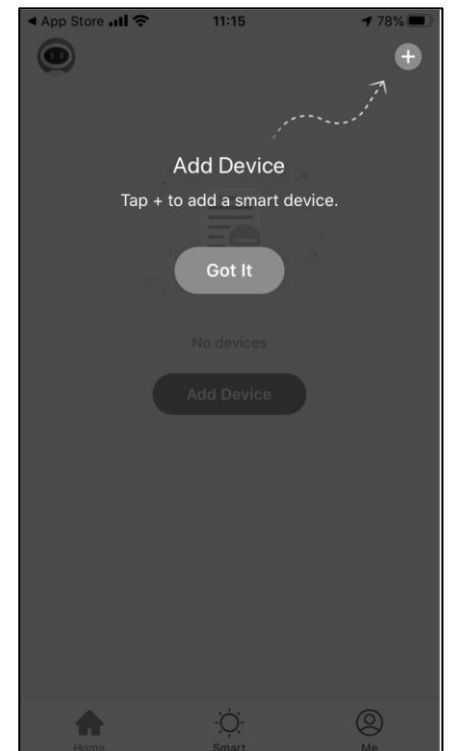 App Store 11:15 78%
+
Add Device
Tap + to add a smart device.
Got It
No devices
Add Device
Home Smart Me